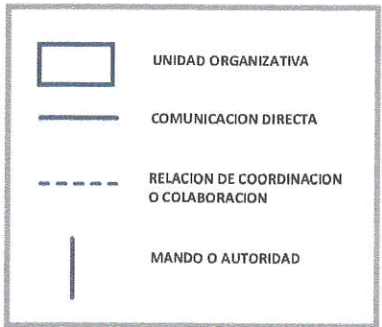 UNIDAD ORGANIZATIVA
COMUNICACION DIRECTA
RELACION DE COORDINACION
O COLABORACION
MANDO O AUTORIDAD